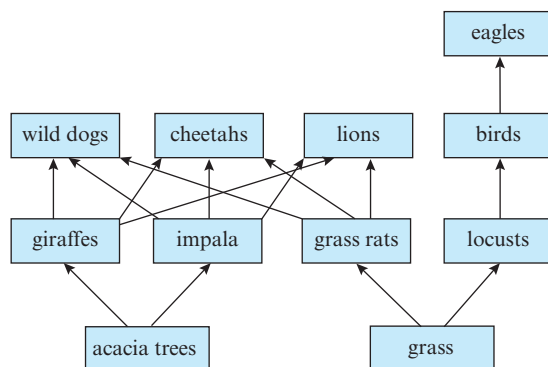 eagles
wild dogs
cheetahs
lions
birds
giraffes
impala
grass rats
locusts
acacia trees
grass